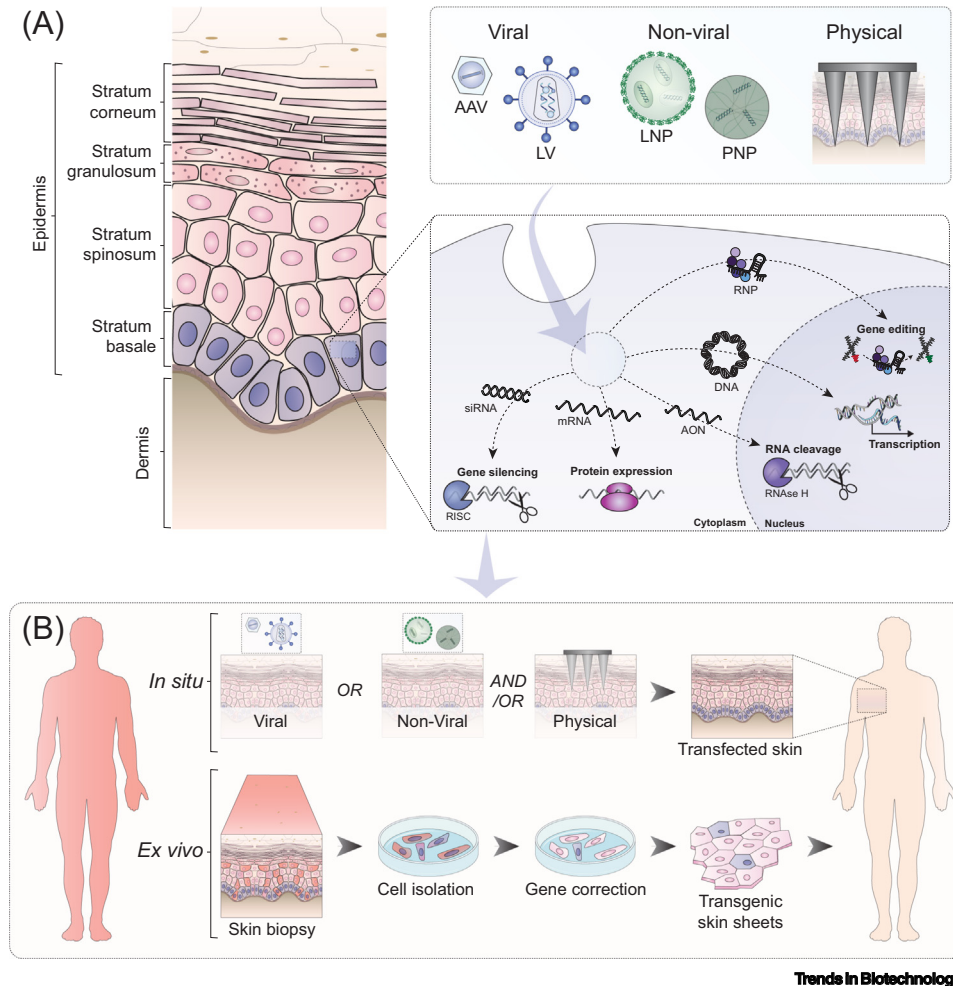 (A)
Epidermis
Stratum
corneum
Stratum
granulosum
Stratum
spinosum
Stratum
basale
Dermis
Viral
Non-viral
Physical
AAV
LV
LNP
PNP
RNP
Gene editing
DNA
siRNA
mRNA
AON
Transcription
RNA cleavage
RNAse H
Gene silencing
RISC
Protein expression
Cytoplasm
Nucleus
(B)
In situ
Viral
OR
Non-Viral
AND
/OR
Physical
Transfected skin
Ex vivo
Skin biopsy
Cell isolation
Gene correction
Transgenic
skin sheets
Trends in Biotechnolog